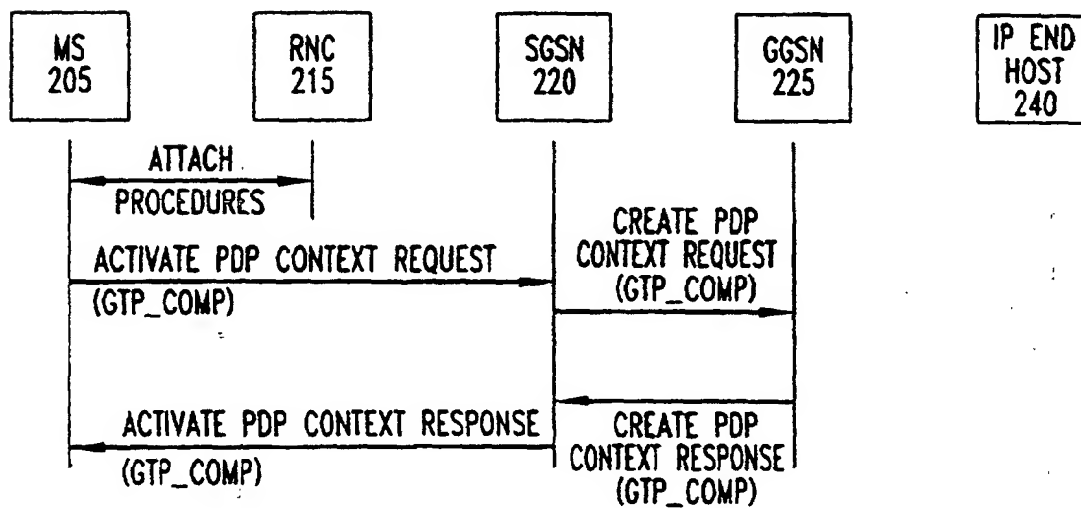 MS
205
RNC
215
SGSN
220
GGSN
225
IP END
HOST
240
ATTACH
PROCEDURES
CREATE PDP
CONTEXT REQUEST
(GTP_COMP)
ACTIVATE PDP CONTEXT REQUEST
(GTP_COMP)
ACTIVATE PDP CONTEXT RESPONSE
(GTP_COMP)
CREATE PDP
CONTEXT RESPONSE
(GTP_COMP)